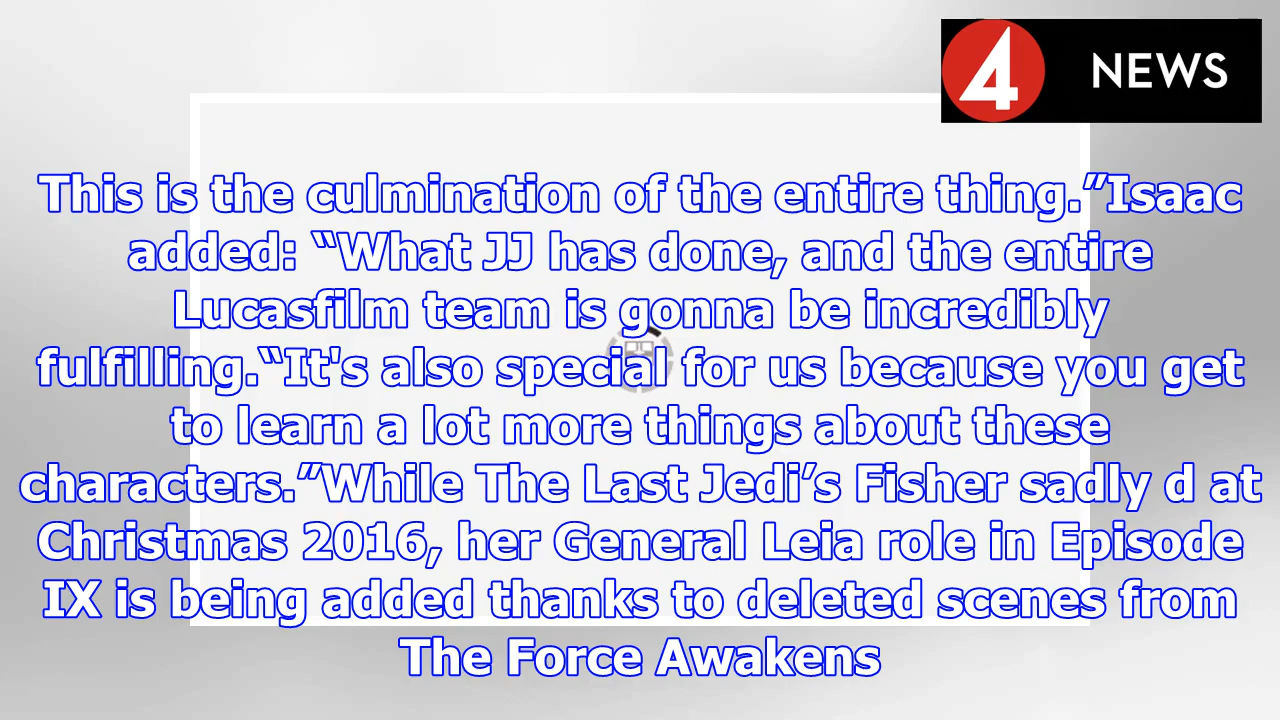 4 NEWS
This is the culmination of the entire thing.”Isaac
added: “What JJ has done, and the entire
Lucasfilm team is gonna be incredibly
fulfilling.“It's also special for us because you get
to learn a lot more things about these
characters.”While The Last Jedi’s Fisher sadly d at
Christmas 2016, her General Leia role in Episode
IX is being added thanks to deleted scenes from
The Force Awakens